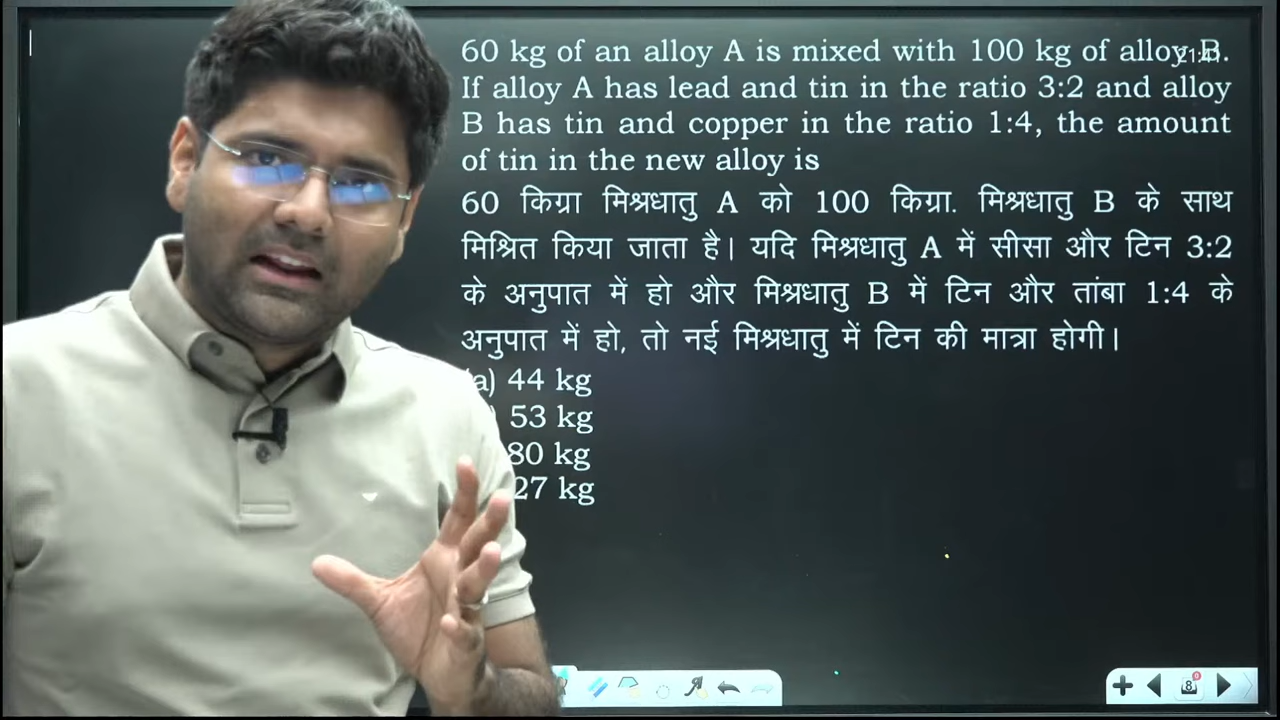 60 kg of an alloy A is mixed with 100 kg of alloy B.
If alloy A has lead and tin in the ratio 3:2 and alloy
B has tin and copper in the ratio 1:4, the amount
of tin in the new alloy is
60 किग्रा मिश्रधातु A को 100 किग्रा. मिश्रधातु B के साथ
मिश्रित किया जाता है। यदि मिश्रधातु A में सीसा और टिन 3:2
के अनुपात में हो और मिश्रधातु B में टिन और तांबा 1:4 के
अनुपात में हो, तो नई मिश्रधातु में टिन की मात्रा होगी।
a) 44 kg
) 53 kg
80 kg
27 kg
8